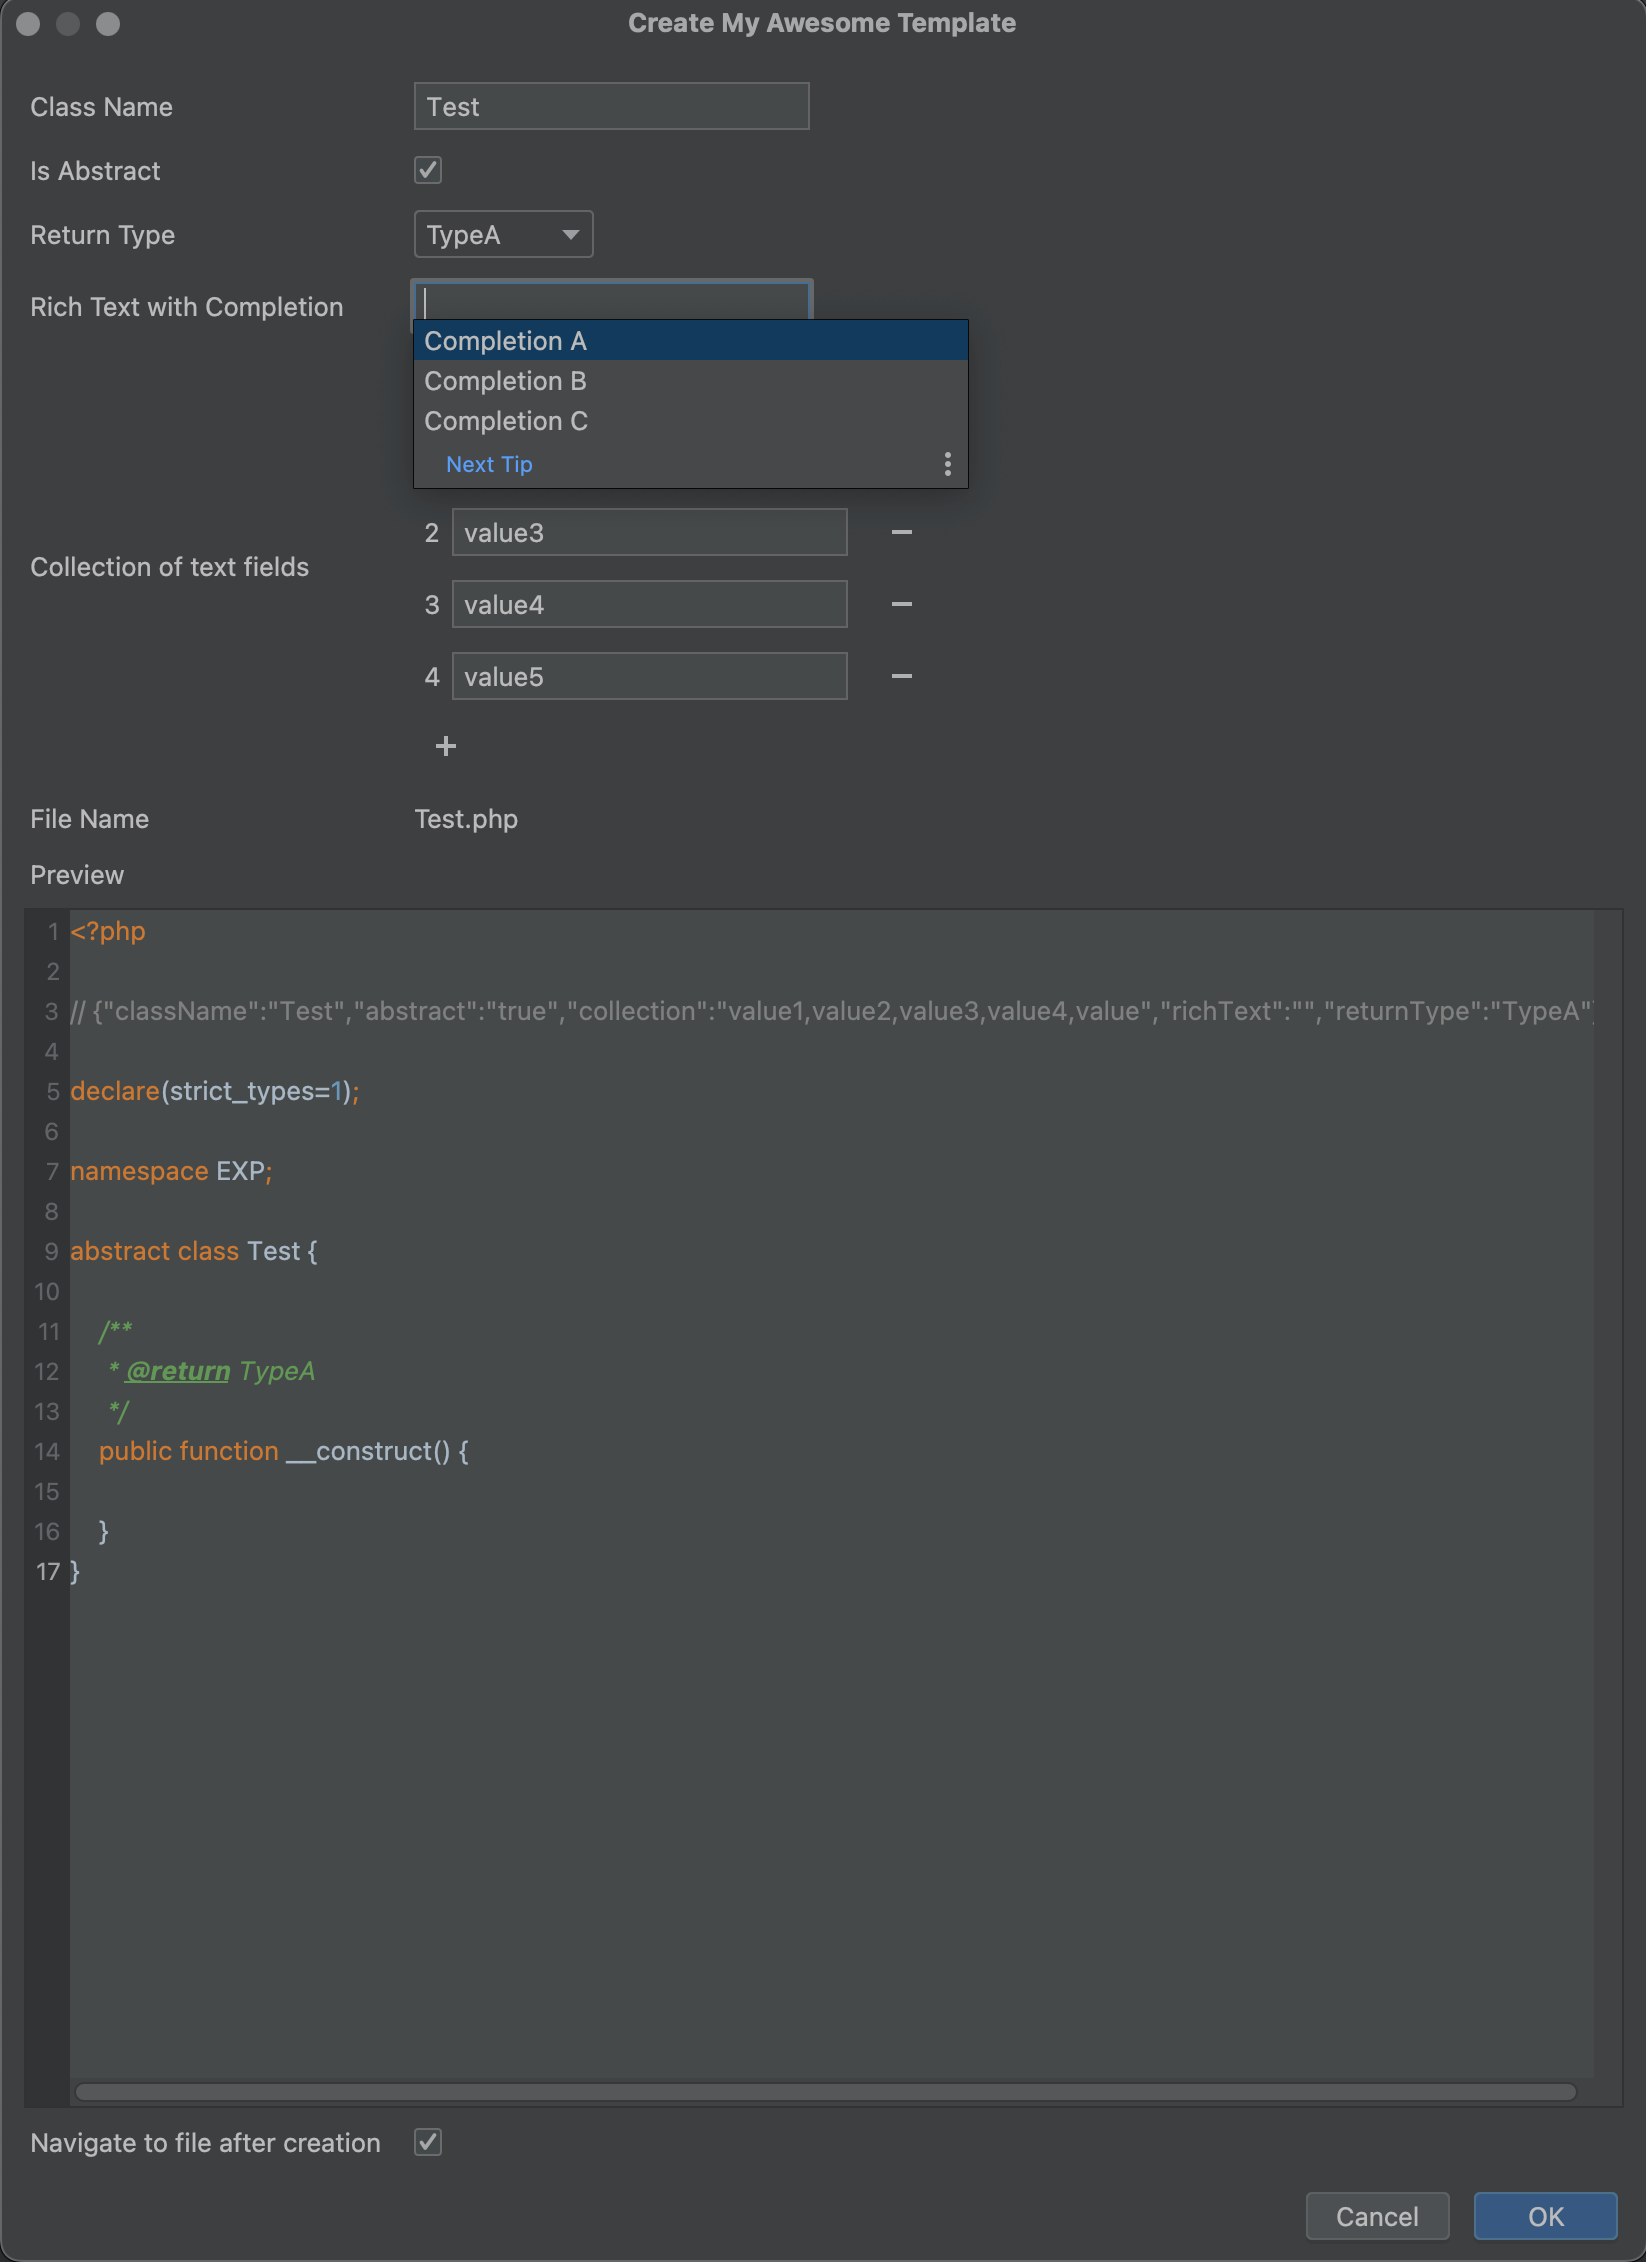 Create My Awesome Template
Class Name Test
Is Abstract
Return Type TypeA
Rich Text with Completion
Completion A
Completion B
Completion C
Next Tip
Collection of text fields
2 value3
3 value4
4 value5
File Name Test.php
Preview
1 <?php
2
3 // {"className":"Test","abstract":"true","collection":"value1,value2,value3,value4,value","richText":"","returnType":"TypeA"}
4
5 declare(strict_types=1);
6
7 namespace EXP;
8
9 abstract class Test {
10
11 /**
12 * @return TypeA
13 */
14 public function __construct() {
15
16 }
17 }
Navigate to file after creation
Cancel OK